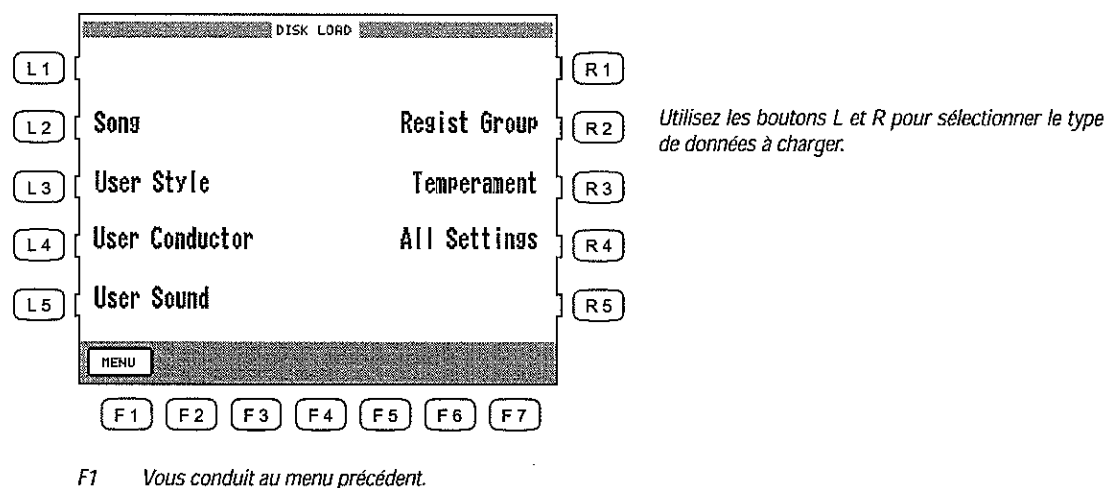 DISK LOAD
L1 R1
L2 Song Regist Group R2
L3 User Style Temperament R3
L4 User Conductor All Settings R4
L5 User Sound R5
MENU
F1 F2 F3 F4 F5 F6 F7
Utilisez les boutons L et R pour sélectionner le type
de données à charger.
F1 Vous conduit au menu précédent.